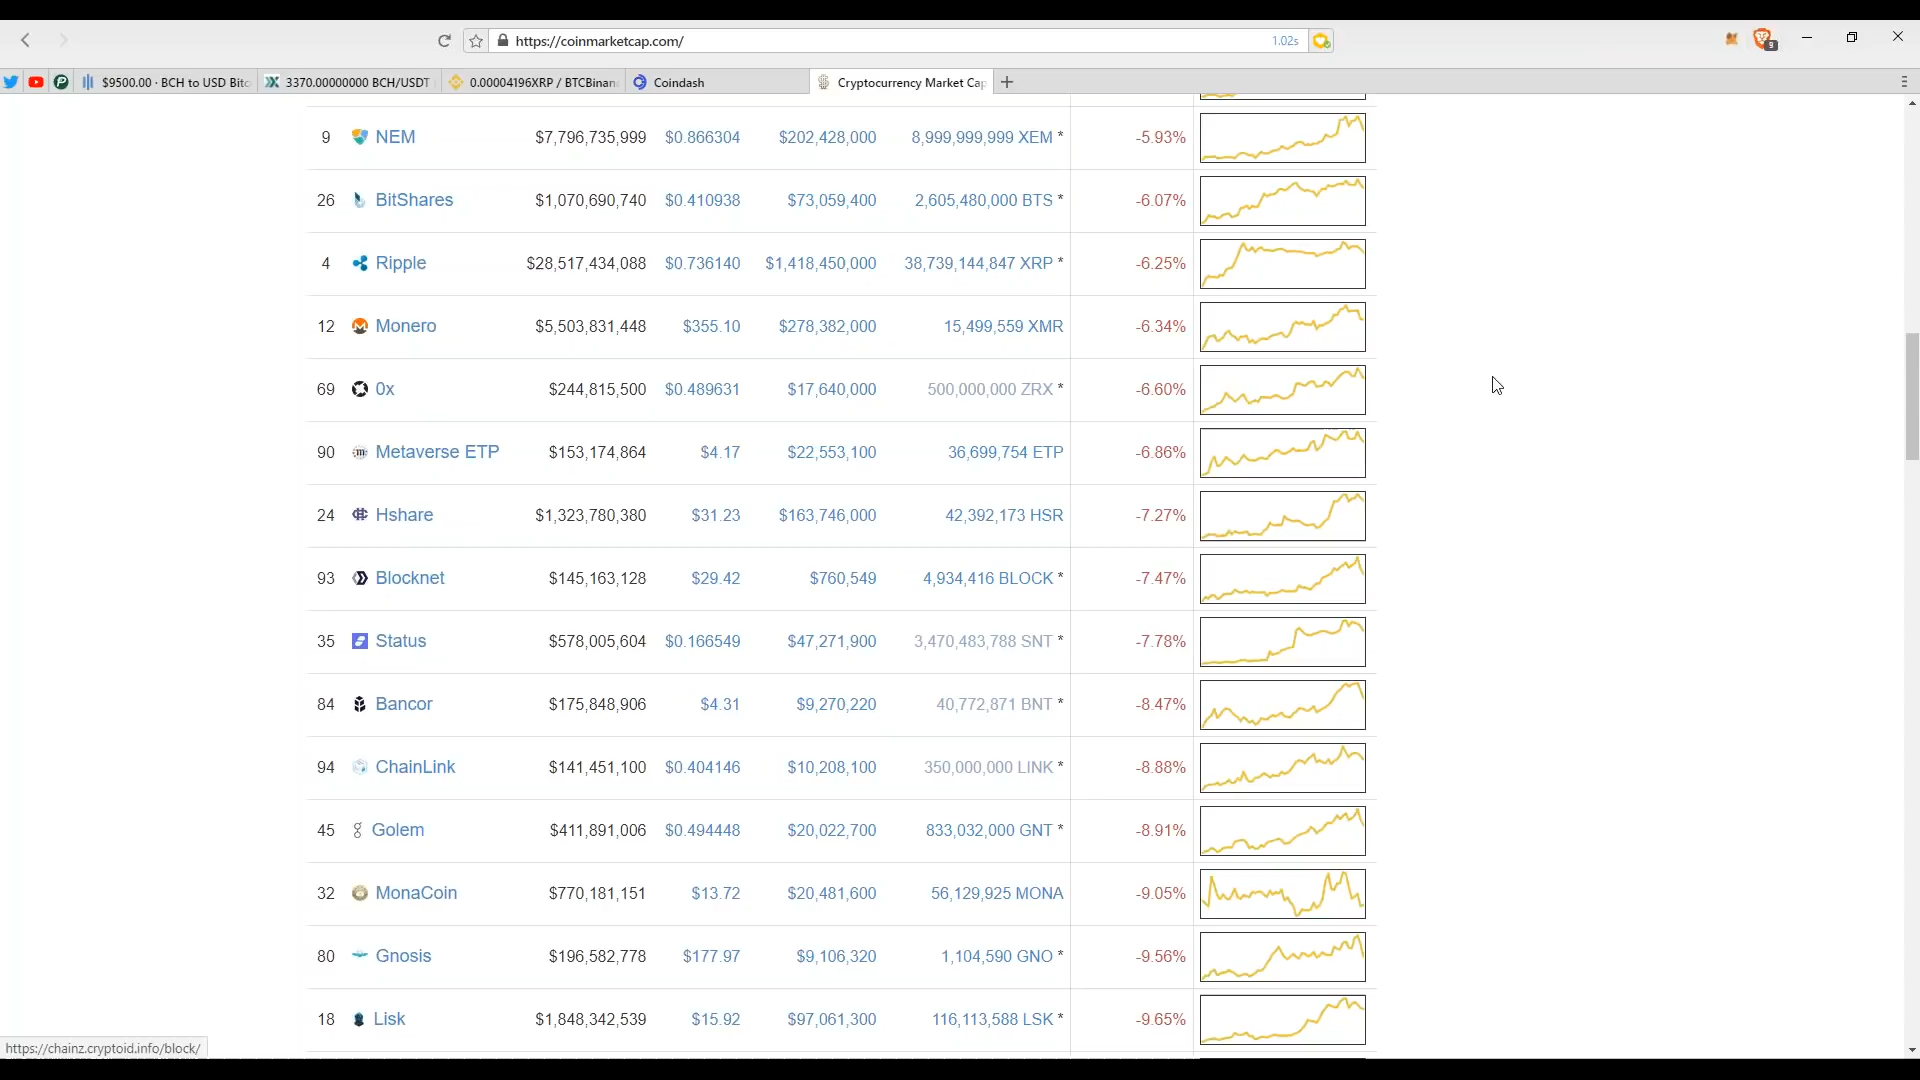 https://coinmarketcap.com/ 1.02s 9
$9500.00 · BCH to USD Bitc 3370.00000000 BCH/USDT 0.00004196XRP / BTCBinan Coindash Cryptocurrency Market Cap
9 NEM $7,796,735,999 $0.866304 $202,428,000 8,999,999,999 XEM * -5.93%
26 BitShares $1,070,690,740 $0.410938 $73,059,400 2,605,480,000 BTS * -6.07%
4 Ripple $28,517,434,088 $0.736140 $1,418,450,000 38,739,144,847 XRP * -6.25%
12 Monero $5,503,831,448 $355.10 $278,382,000 15,499,559 XMR -6.34%
69 0x $244,815,500 $0.489631 $17,640,000 500,000,000 ZRX * -6.60%
90 Metaverse ETP $153,174,864 $4.17 $22,553,100 36,699,754 ETP -6.86%
24 Hshare $1,323,780,380 $31.23 $163,746,000 42,392,173 HSR -7.27%
93 Blocknet $145,163,128 $29.42 $760,549 4,934,416 BLOCK * -7.47%
35 Status $578,005,604 $0.166549 $47,271,900 3,470,483,788 SNT * -7.78%
84 Bancor $175,848,906 $4.31 $9,270,220 40,772,871 BNT * -8.47%
94 ChainLink $141,451,100 $0.404146 $10,208,100 350,000,000 LINK * -8.88%
45 Golem $411,891,006 $0.494448 $20,022,700 833,032,000 GNT * -8.91%
32 MonaCoin $770,181,151 $13.72 $20,481,600 56,129,925 MONA -9.05%
80 Gnosis $196,582,778 $177.97 $9,106,320 1,104,590 GNO * -9.56%
18 Lisk $1,848,342,539 $15.92 $97,061,300 116,113,588 LSK * -9.65%
https://chainz.cryptoid.info/block/